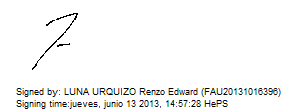 Signed by: LUNA URQUIZO Renzo Edward (FAU20131016396)
Signing time:jueves, junio 13 2013, 14:57:28 HePS